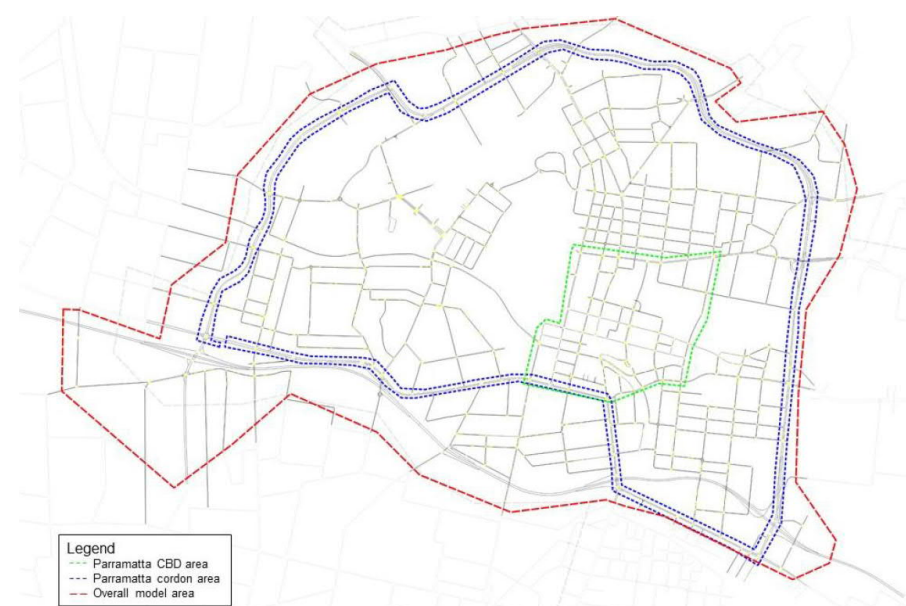 Legend
Parramatta CBD area
Parramatta cordon area
Overall model area